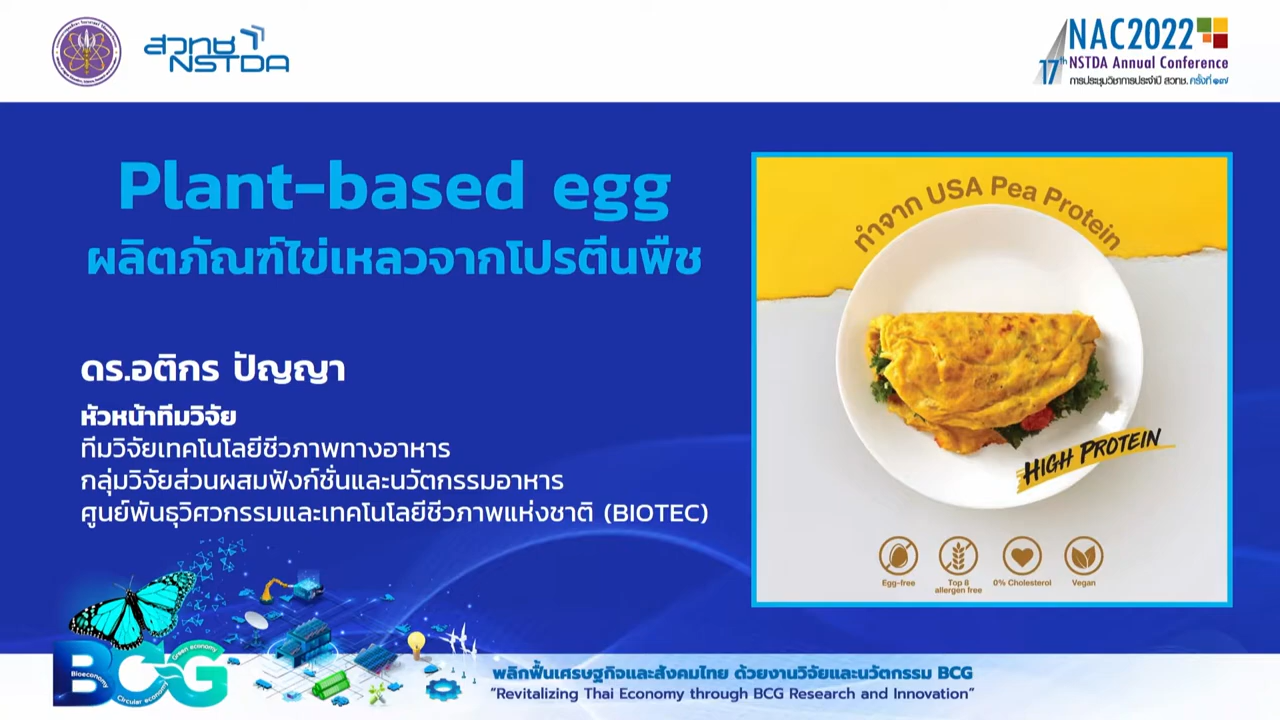 สวทช
NSTDA
NAC2022
17th NSTDA Annual Conference
การประชุมวิชาการประจำปี สวทช. ครั้งที่ ๑๗
Plant-based egg
ผลิตภัณฑ์ไข่เหลวจากโปรตีนพืช
ดร.อติกร ปัญญา
หัวหน้าทีมวิจัย
ทีมวิจัยเทคโนโลยีชีวภาพทางอาหาร
กลุ่มวิจัยส่วนผสมฟังก์ชั่นและนวัตกรรมอาหาร
ศูนย์พันธุวิศวกรรมและเทคโนโลยีชีวภาพแห่งชาติ (BIOTEC)
ทำจาก USA Pea Protein
HIGH PROTEIN
Egg-free
Top 8 allergen free
0% Cholesterol
Vegan
BCG
Bioeconomy
Circular economy
Green economy
พลิกฟื้นเศรษฐกิจและสังคมไทย ด้วยงานวิจัยและนวัตกรรม BCG
"Revitalizing Thai Economy through BCG Research and Innovation"